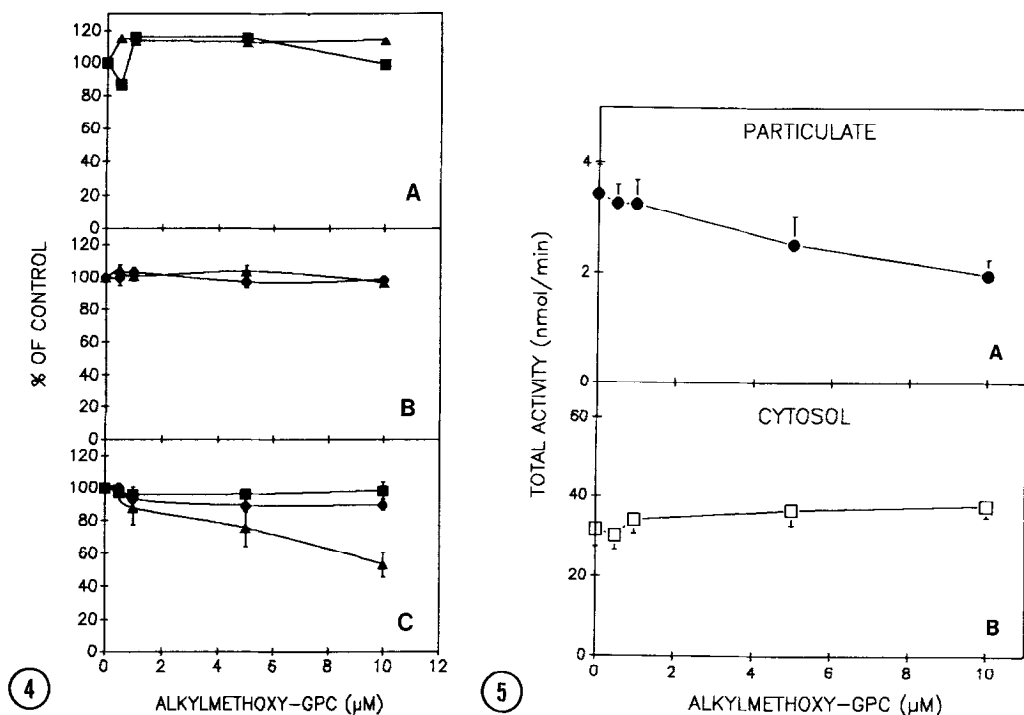 120
100
80
60
40
20
0
A
120
100
80
60
40
20
B
100
80
60
40
20
0
C
% OF CONTROL
0 2 4 6 8 10 12
ALKYLMETHOXY-GPC (µM)
4
PARTICULATE
4
2
0
A
TOTAL ACTIVITY (nmol/min)
CYTOSOL
60
40
20
0
B
0 2 4 6 8 10
ALKYLMETHOXY-GPC (µM)
5